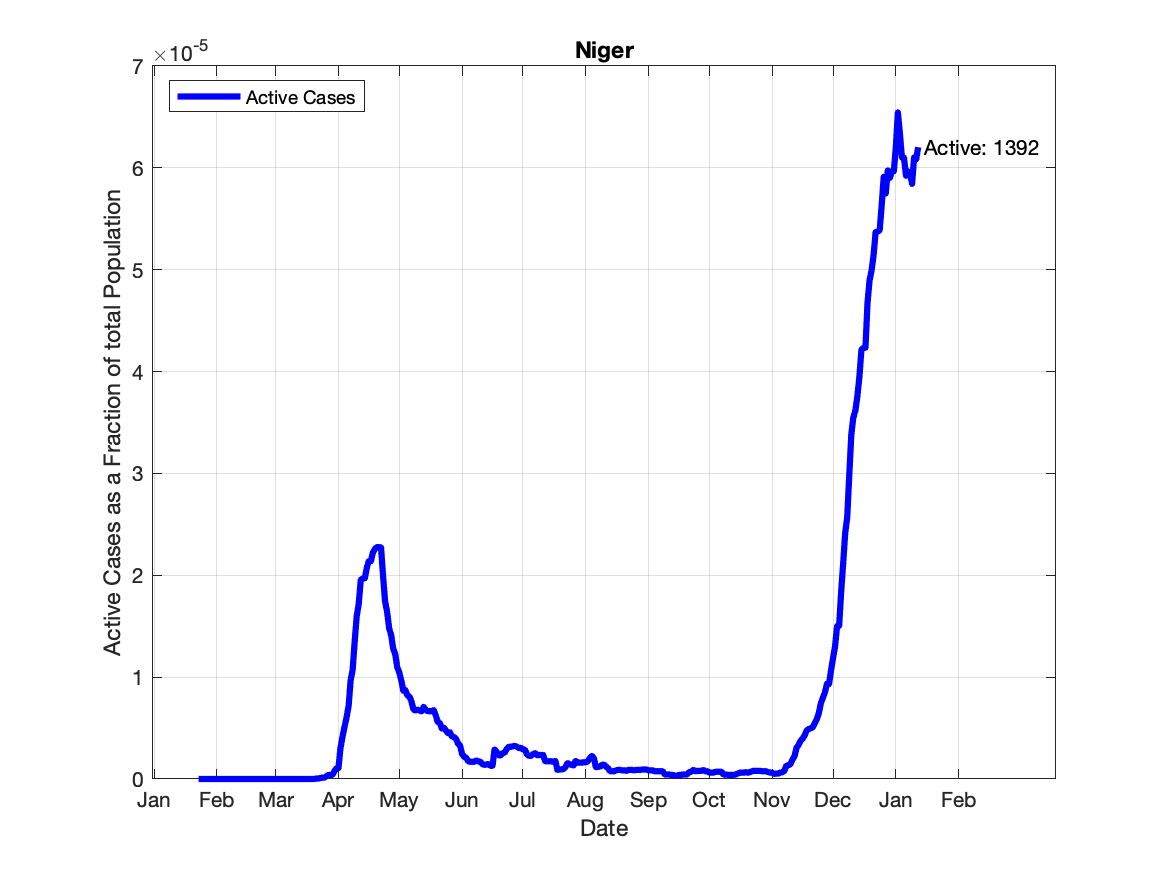 Niger
×10-5
7
6
5
4
3
2
1
0
Active Cases
Active: 1392
Active Cases as a Fraction of total Population
Jan Feb Mar Apr May Jun Jul Aug Sep Oct Nov Dec Jan Feb
Date